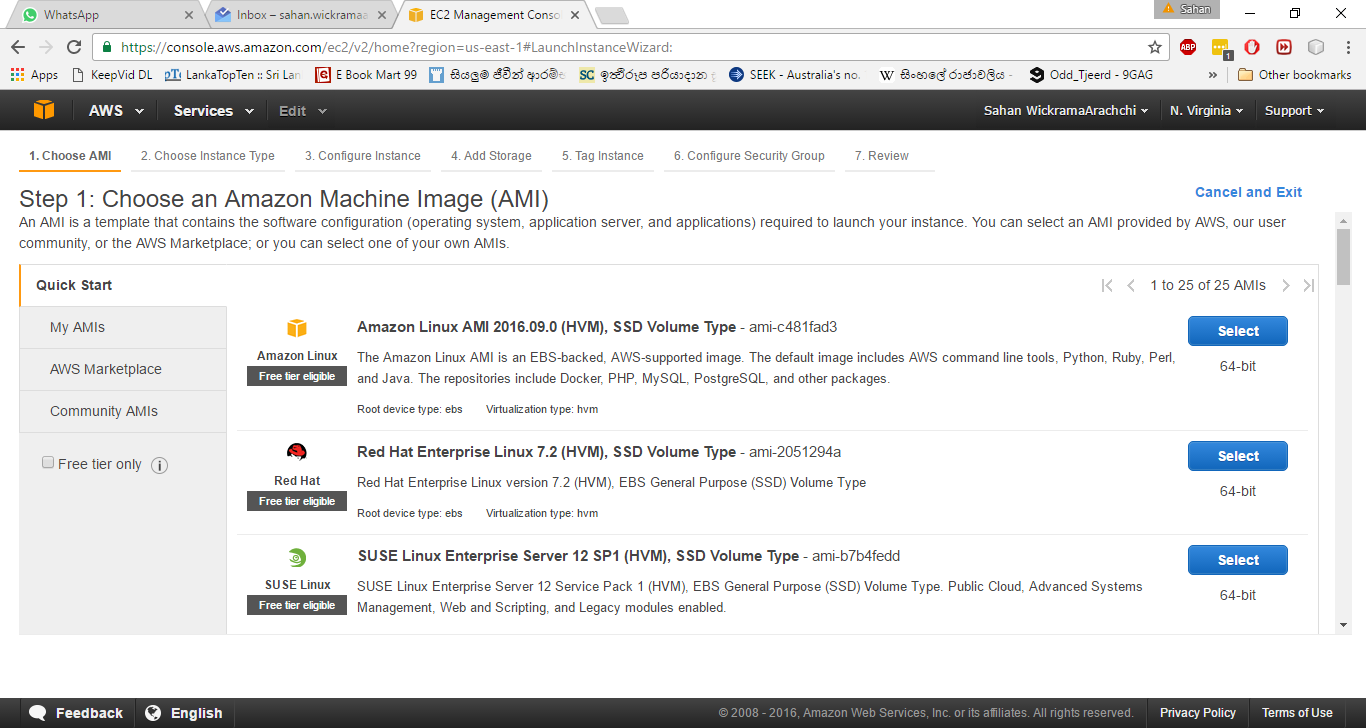 WhatsApp
Inbox – sahan.wickramaa
EC2 Management Conso
Sahan
https://console.aws.amazon.com/ec2/v2/home?region=us-east-1#LaunchInstanceWizard:
ABP
1
Apps KeepVid DL LankaTopTen :: Sri Lan E Book Mart 99 සියලුම ජීවීන් ආරම්භ ඉතිරූප පරියාදාන SEEK - Australia's no. සිංහලේ රාජාවලිය - Odd_Tjeerd - 9GAG » Other bookmarks
AWS Services Edit Sahan WickramaArachchi N. Virginia Support
1. Choose AMI 2. Choose Instance Type 3. Configure Instance 4. Add Storage 5. Tag Instance 6. Configure Security Group 7. Review
Step 1: Choose an Amazon Machine Image (AMI)
Cancel and Exit
An AMI is a template that contains the software configuration (operating system, application server, and applications) required to launch your instance. You can select an AMI provided by AWS, our user
community, or the AWS Marketplace; or you can select one of your own AMIs.
Quick Start
My AMIs
AWS Marketplace
Community AMIs
Free tier only
1 to 25 of 25 AMIs
Amazon Linux
Free tier eligible
Amazon Linux AMI 2016.09.0 (HVM), SSD Volume Type - ami-c481fad3
The Amazon Linux AMI is an EBS-backed, AWS-supported image. The default image includes AWS command line tools, Python, Ruby, Perl,
and Java. The repositories include Docker, PHP, MySQL, PostgreSQL, and other packages.
Root device type: ebs Virtualization type: hvm
Select
64-bit
Red Hat
Free tier eligible
Red Hat Enterprise Linux 7.2 (HVM), SSD Volume Type - ami-2051294a
Red Hat Enterprise Linux version 7.2 (HVM), EBS General Purpose (SSD) Volume Type
Root device type: ebs Virtualization type: hvm
Select
64-bit
SUSE Linux
Free tier eligible
SUSE Linux Enterprise Server 12 SP1 (HVM), SSD Volume Type - ami-b7b4fedd
SUSE Linux Enterprise Server 12 Service Pack 1 (HVM), EBS General Purpose (SSD) Volume Type. Public Cloud, Advanced Systems
Management, Web and Scripting, and Legacy modules enabled.
Select
64-bit
Feedback English © 2008 - 2016, Amazon Web Services, Inc. or its affiliates. All rights reserved. Privacy Policy Terms of Use